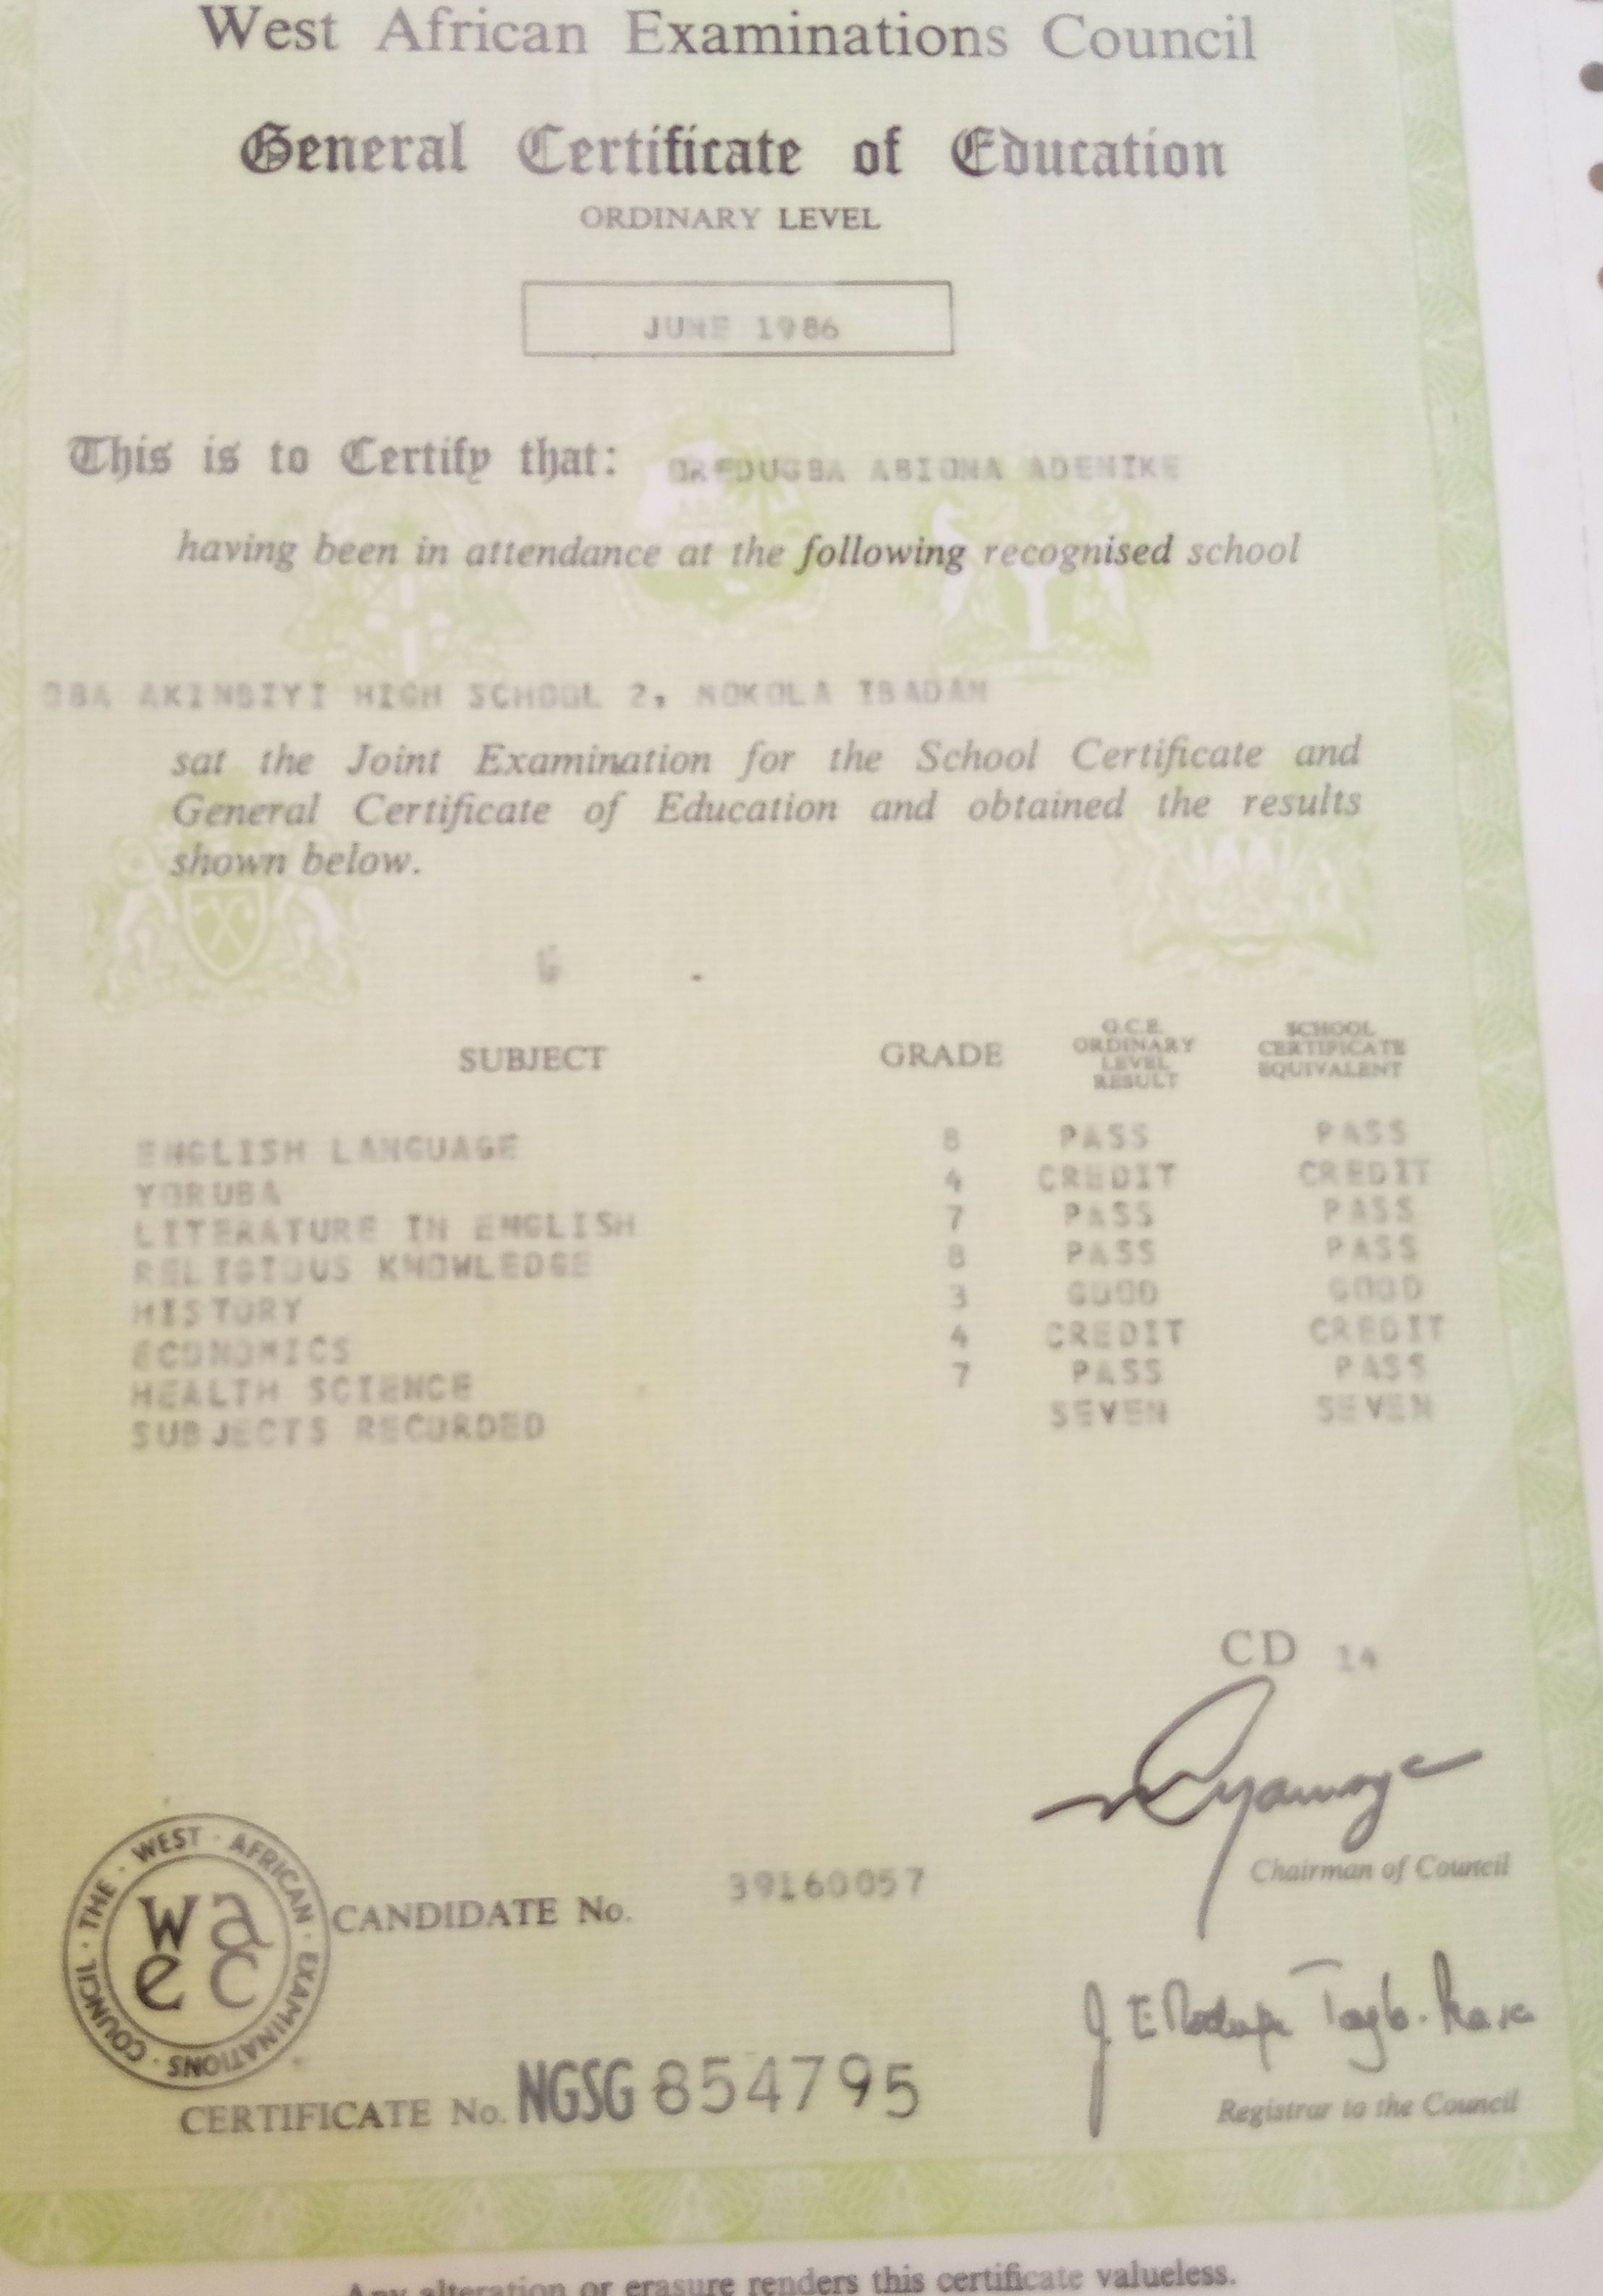 West African Examinations Council
General Certificate of Education
ORDINARY LEVEL
JUNE 1986
This is to Certify that: OREDUGBA ABIONA ADENIKE
having been in attendance at the following recognised school
OBA AKINBIYI HIGH SCHOOL 2, MOKOLA IBADAN
sat the Joint Examination for the School Certificate and
General Certificate of Education and obtained the results
shown below.
SUBJECT GRADE G.C.E. ORDINARY LEVEL RESULT SCHOOL CERTIFICATE EQUIVALENT
ENGLISH LANGUAGE 8 PASS PASS
YORUBA 4 CREDIT CREDIT
LITERATURE IN ENGLISH 7 PASS PASS
RELIGIOUS KNOWLEDGE 8 PASS PASS
HISTORY 3 GOOD GOOD
ECONOMICS 4 CREDIT CREDIT
HEALTH SCIENCE 7 PASS PASS
SUBJECTS RECORDED SEVEN SEVEN
CD 14
Chairman of Council
THE · WEST · AFRICAN · EXAMINATIONS · COUNCIL
wa
ec
CANDIDATE No. 39160057
Registrar to the Council
CERTIFICATE No. NGSG 854795
Any alteration or erasure renders this certificate valueless.